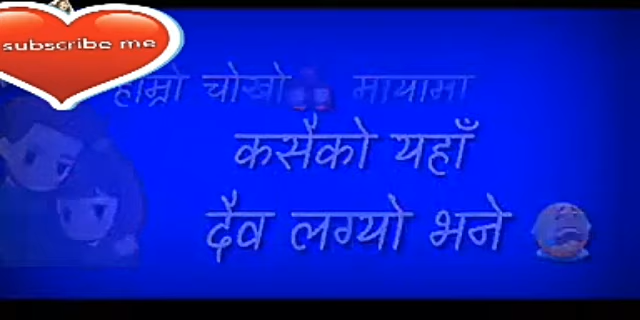 subscribe me
हाम्रो चोखो मायामा
कसैको यहाँ
दैव लग्यो भने